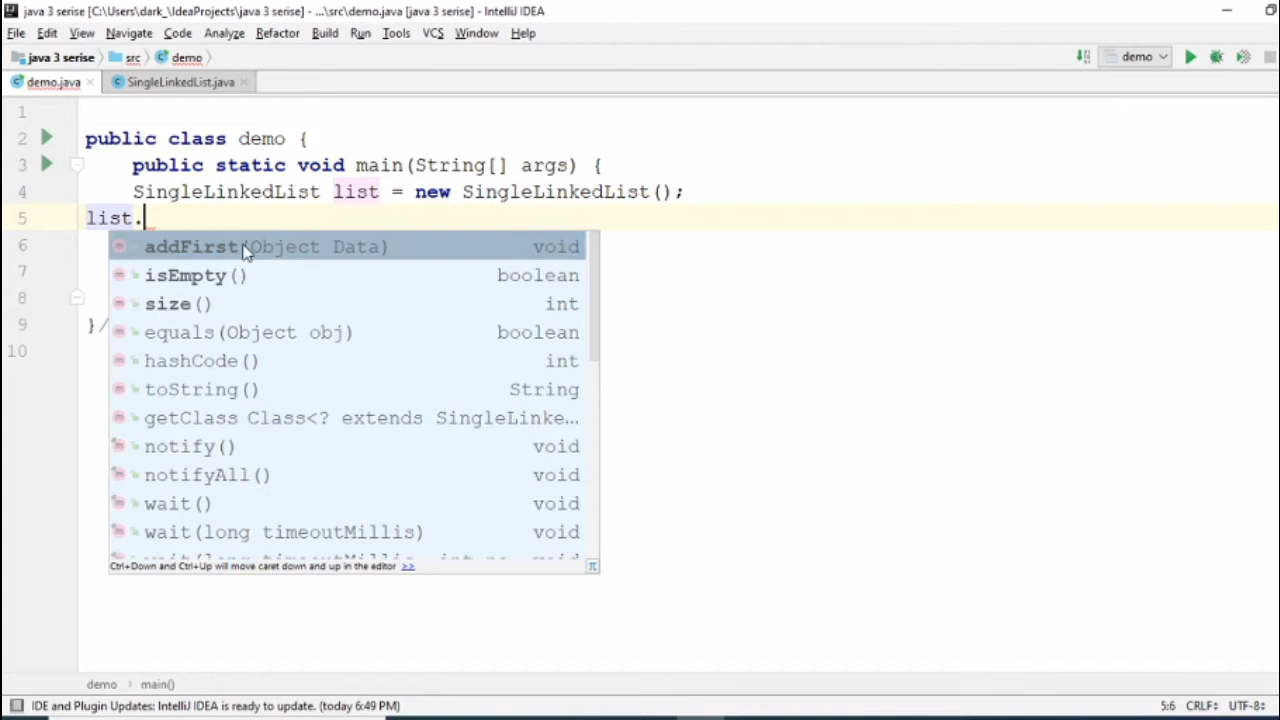 java 3 serise [C:\Users\dark_\IdeaProjects\java 3 serise] - ...\src\demo.java [java 3 serise] - IntelliJ IDEA
File Edit View Navigate Code Analyze Refactor Build Run Tools VCS Window Help
java 3 serise src demo demo
demo.java SingleLinkedList.java
1
2 public class demo {
3 public static void main(String[] args) {
4 SingleLinkedList list = new SingleLinkedList();
5 list.
6 addFirst(Object Data) void
7 isEmpty() boolean
8 size() int
9 }/ equals(Object obj) boolean
10 hashCode() int
toString() String
getClass Class<? extends SingleLinke…
notify() void
notifyAll() void
wait() void
wait(long timeoutMillis) void
Ctrl+Down and Ctrl+Up will move caret down and up in the editor >>
demo main()
IDE and Plugin Updates: IntelliJ IDEA is ready to update. (today 6:49 PM) 5:6 CRLF UTF-8